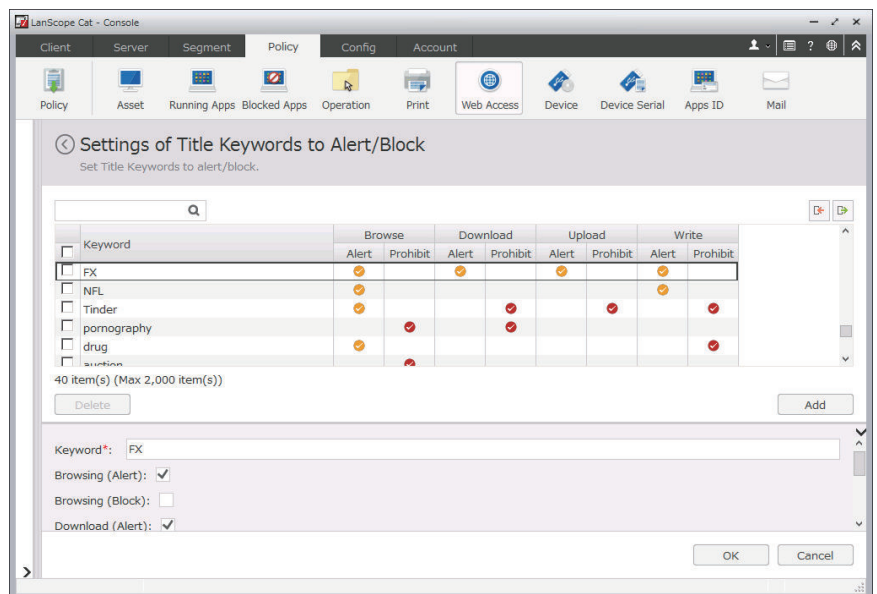 LanScope Cat - Console
Client Server Segment Policy Config Account
?
Policy Asset Running Apps Blocked Apps Operation Print Web Access Device Device Serial Apps ID Mail
Settings of Title Keywords to Alert/Block
Set Title Keywords to alert/block.
Browse Download Upload Write
Keyword
Alert Prohibit Alert Prohibit Alert Prohibit Alert Prohibit
FX
NFL
Tinder
pornography
drug
auction
40 item(s) (Max 2,000 item(s))
Delete Add
Keyword*: FX
Browsing (Alert):
Browsing (Block):
Download (Alert):
OK Cancel